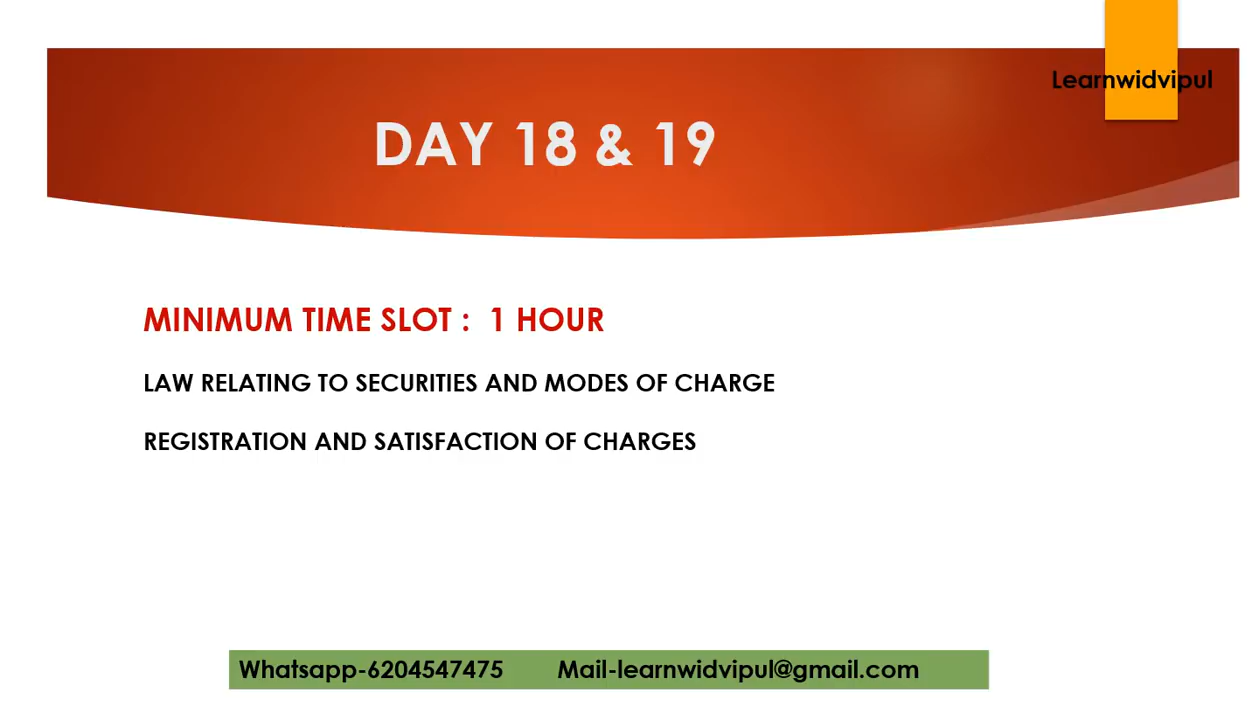 Learnwidvipul
DAY 18 & 19
MINIMUM TIME SLOT : 1 HOUR
LAW RELATING TO SECURITIES AND MODES OF CHARGE
REGISTRATION AND SATISFACTION OF CHARGES
Whatsapp-6204547475 Mail-learnwidvipul@gmail.com